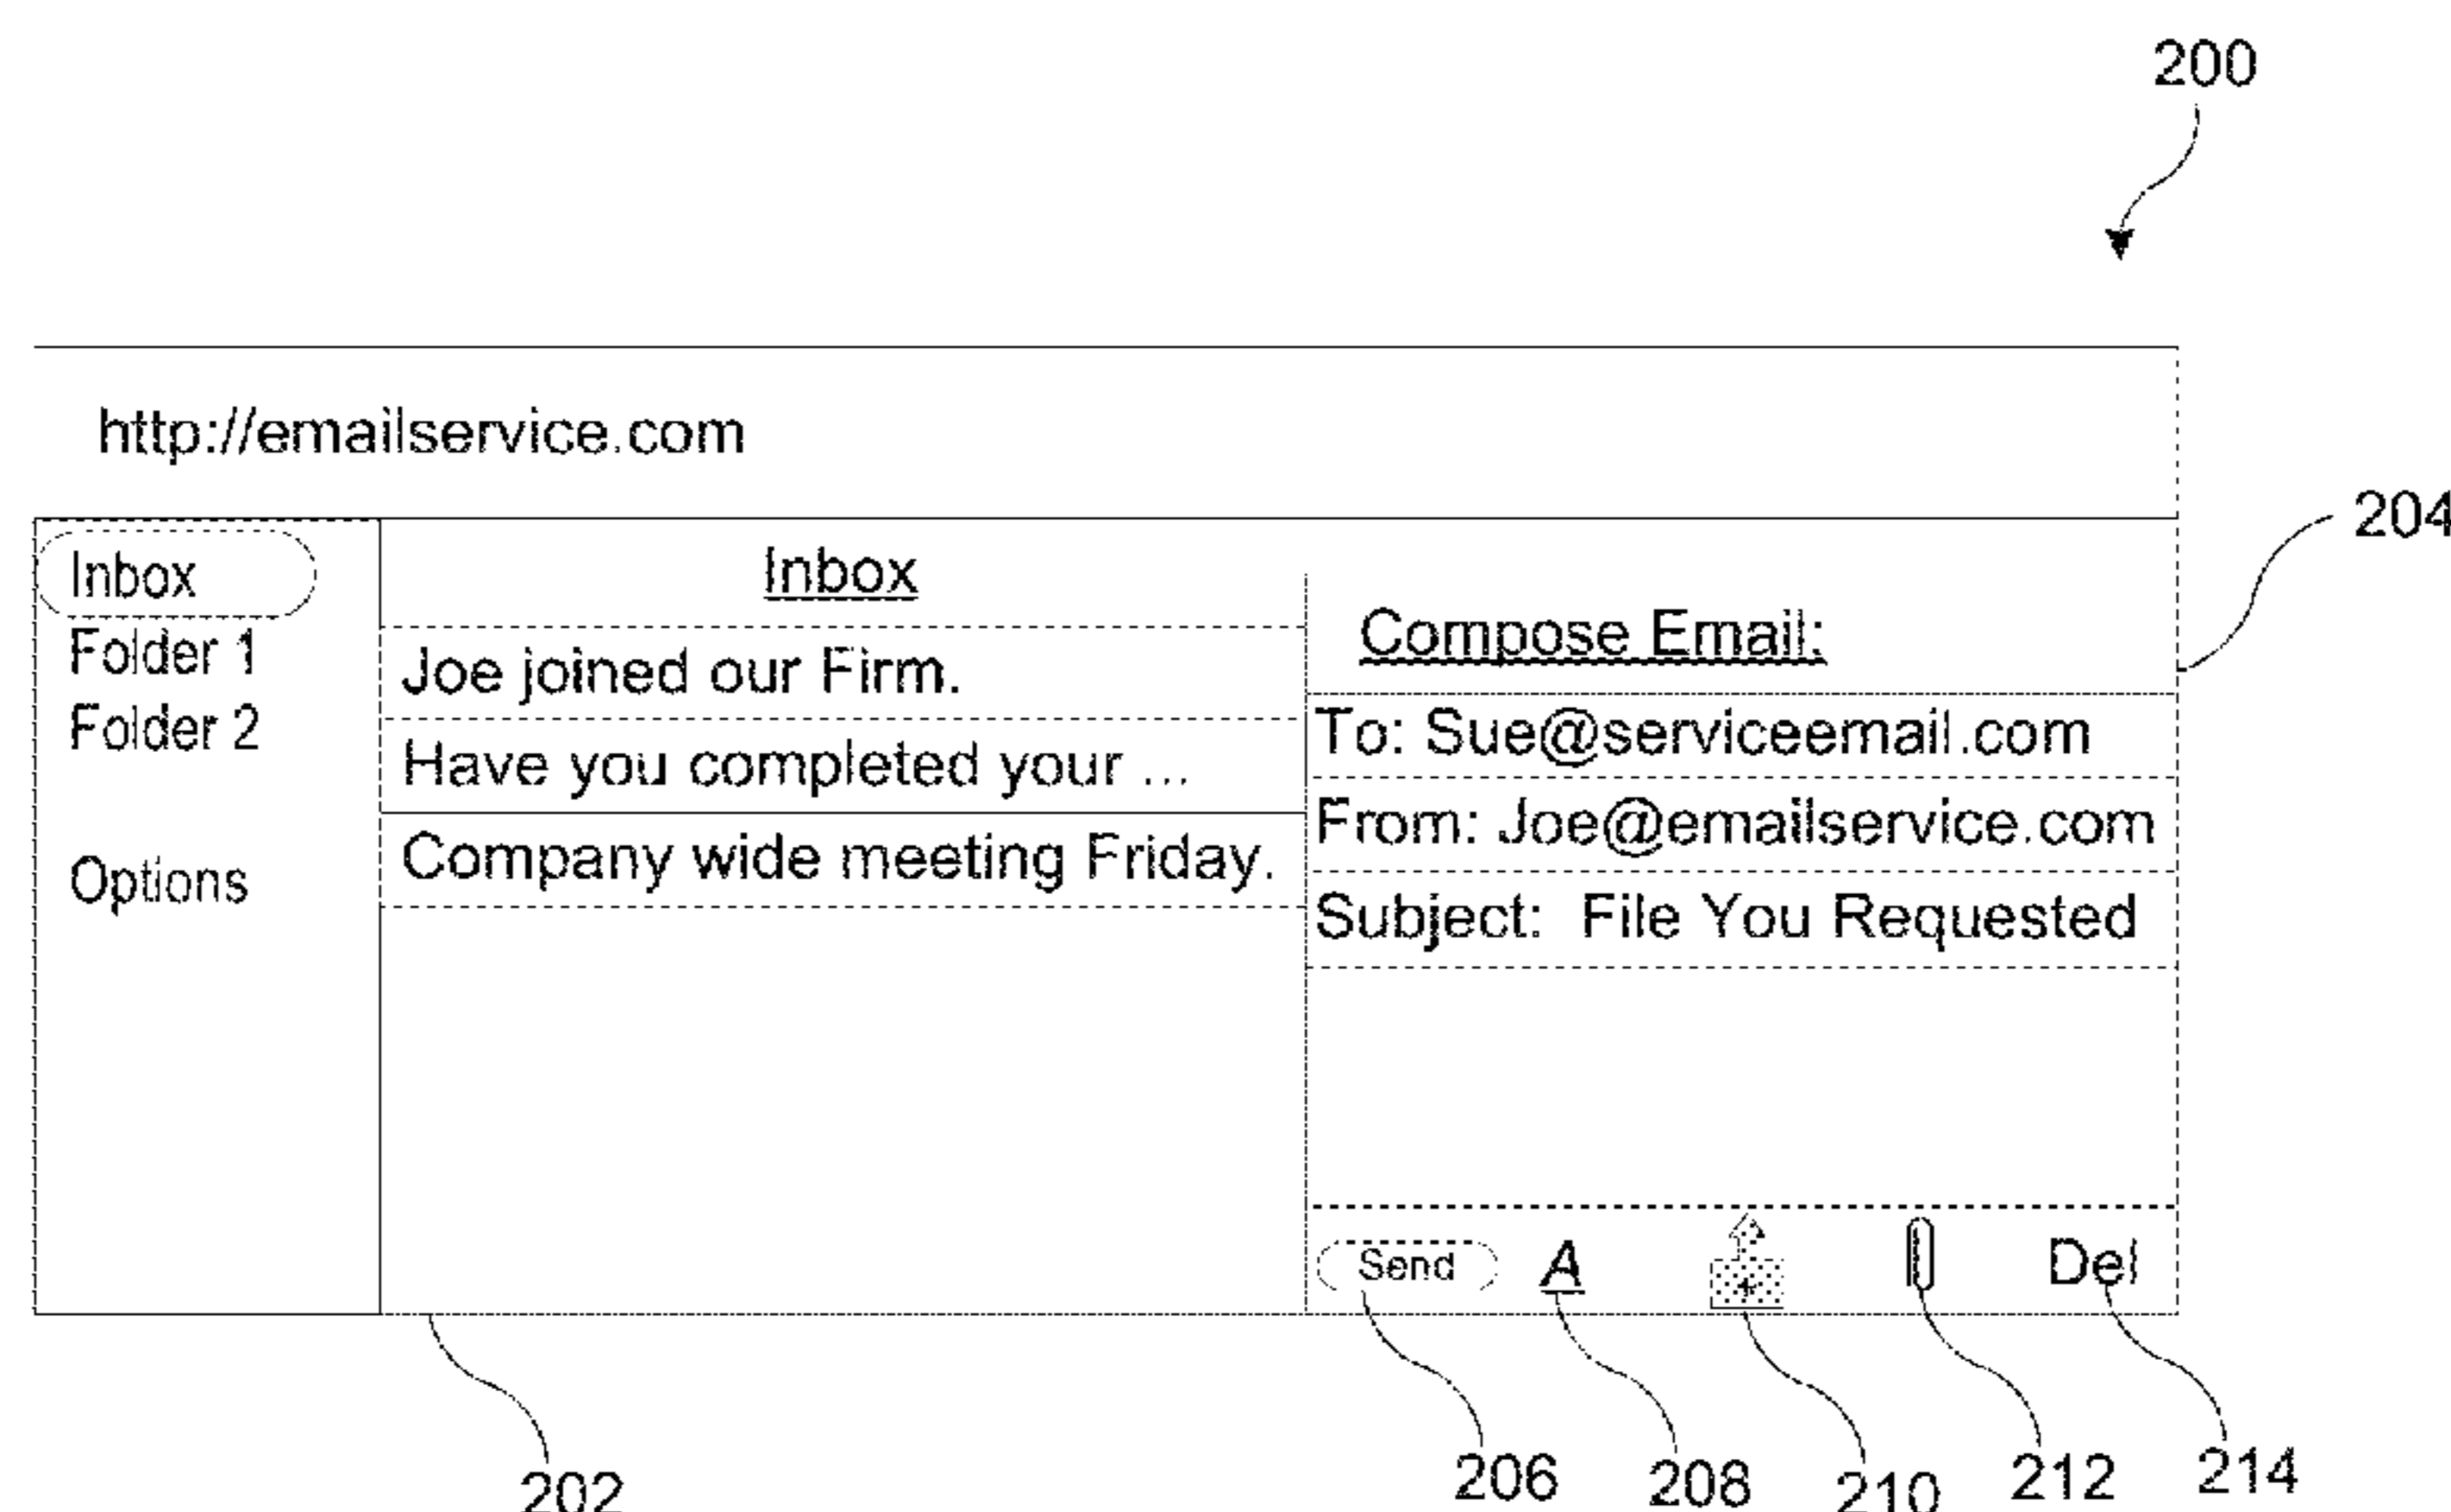 200
http://emailservice.com
204
Inbox
Folder 1
Folder 2
Options
Inbox
Joe joined our Firm.
Have you completed your ...
Company wide meeting Friday.
Compose Email:
To: Sue@serviceemail.com
From: Joe@emailservice.com
Subject: File You Requested
Send A + Del
202
206 208 210 212 214